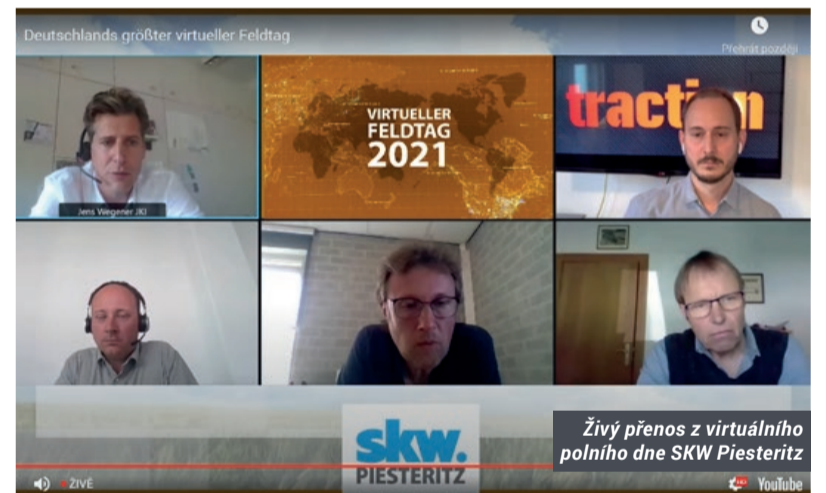 Deutschlands größter virtueller Feldtag
Přehrát později
VIRTUELLER
FELDTAG
2021
traction
Jens Wegener JKI
skw.
PIESTERITZ
Živý přenos z virtuálního
polního dne SKW Piesteritz
ŽIVĚ
YouTube